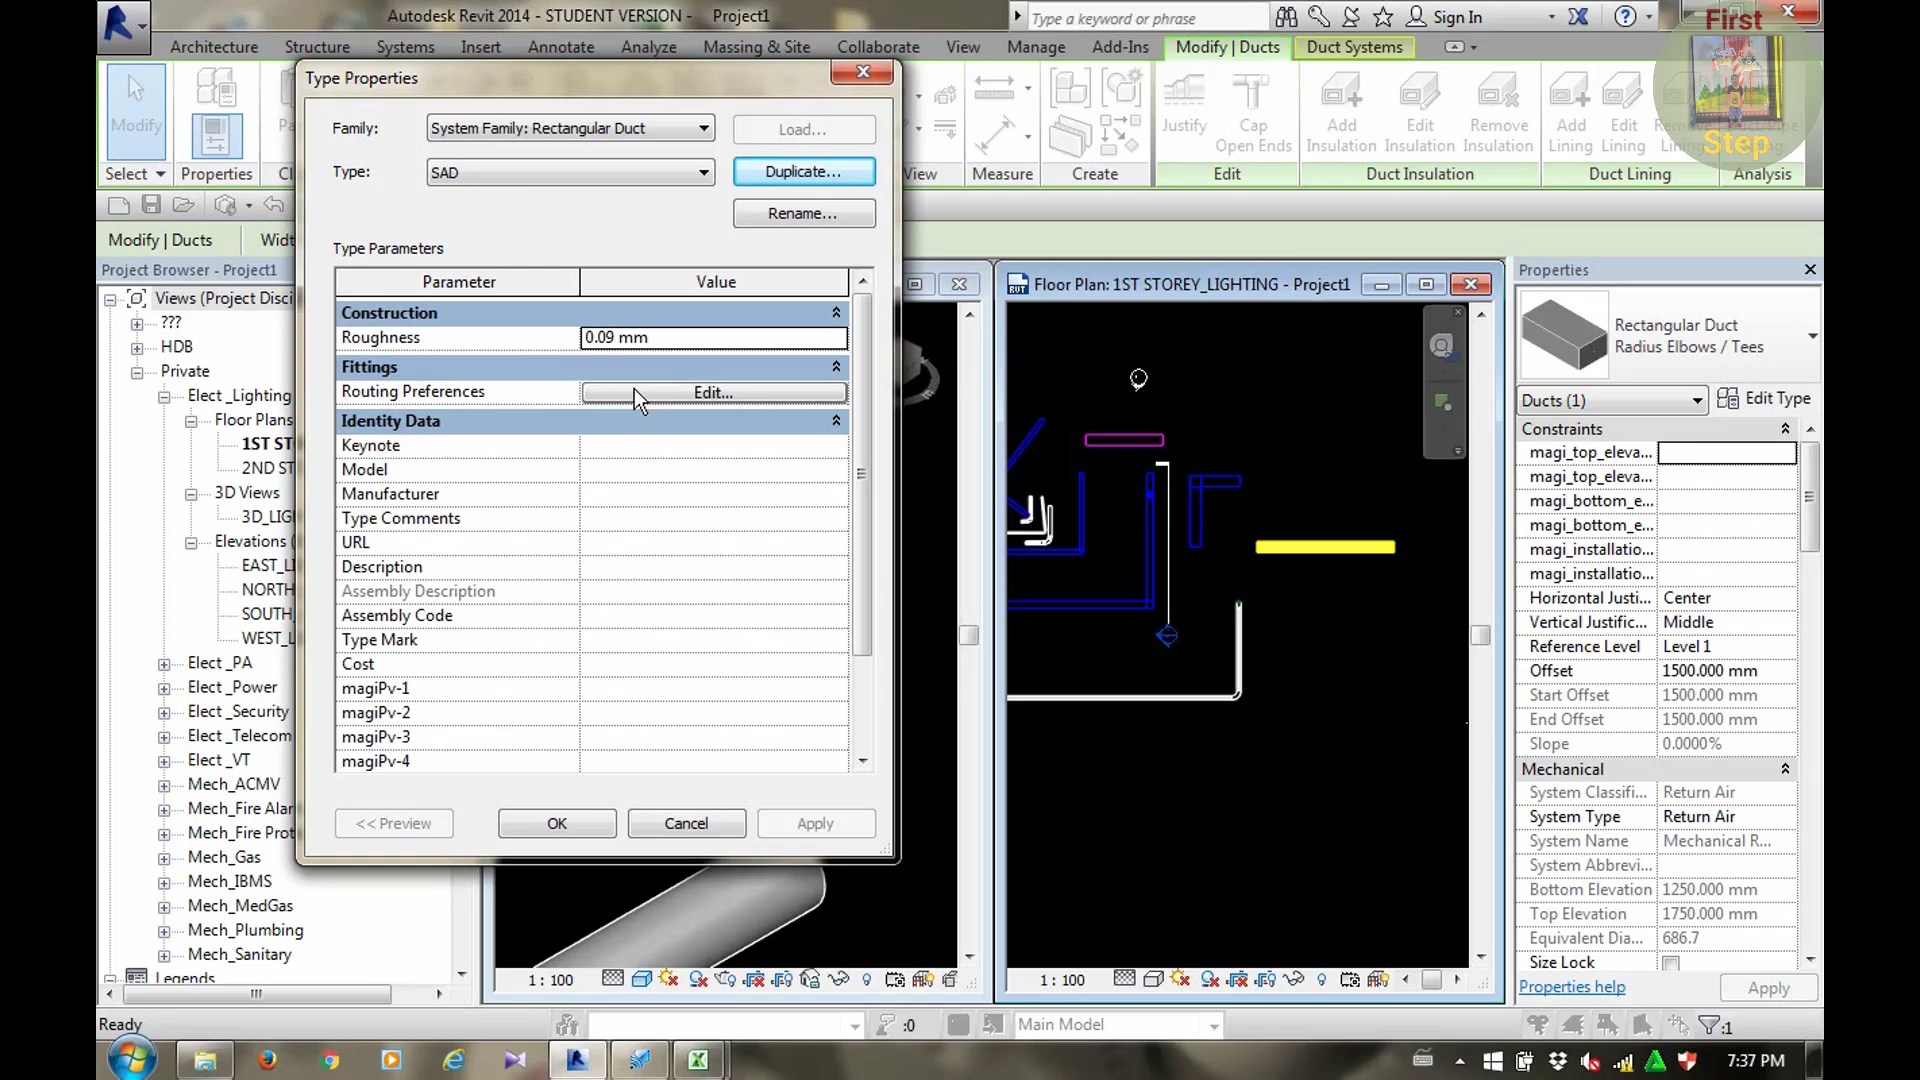 Autodesk Revit 2014 - STUDENT VERSION - Project1
Type a keyword or phrase
Sign In
First
Step
Architecture Structure Systems Insert Annotate Analyze Massing & Site Collaborate View Manage Add-Ins Modify | Ducts Duct Systems
Modify
Justify
Cap Open Ends
Add Insulation
Edit Insulation
Remove Insulation
Add Lining
Edit Lining
Select Properties View Measure Create Edit Duct Insulation Duct Lining Analysis
Modify | Ducts
Type Properties
Family:
System Family: Rectangular Duct
Load...
Type:
SAD
Duplicate...
Rename...
Type Parameters
Parameter Value
Construction
Roughness 0.09 mm
Fittings
Routing Preferences Edit...
Identity Data
Keynote
Model
Manufacturer
Type Comments
URL
Description
Assembly Description
Assembly Code
Type Mark
Cost
magiPv-1
magiPv-2
magiPv-3
magiPv-4
<< Preview OK Cancel Apply
Project Browser - Project1
Views (Project Disci
???
HDB
Private
Elect _Lighting
Floor Plans
1ST ST
2ND ST
3D Views
3D_LIG
Elevations (
EAST_LI
NORTH
SOUTH_
WEST_L
Elect _PA
Elect _Power
Elect _Security
Elect _Telecom
Elect _VT
Mech_ACMV
Mech_Fire Alar
Mech_Fire Prot
Mech_Gas
Mech_IBMS
Mech_MedGas
Mech_Plumbing
Mech_Sanitary
Legends
Floor Plan: 1ST STOREY_LIGHTING - Project1
1 : 100
1 : 100
Properties
Rectangular Duct
Radius Elbows / Tees
Ducts (1)
Edit Type
Constraints
magi_top_eleva...
magi_top_eleva...
magi_bottom_e...
magi_bottom_e...
magi_installatio...
magi_installatio...
Horizontal Justi... Center
Vertical Justific... Middle
Reference Level Level 1
Offset 1500.000 mm
Start Offset 1500.000 mm
End Offset 1500.000 mm
Slope 0.0000%
Mechanical
System Classifi... Return Air
System Type Return Air
System Name Mechanical R...
System Abbrevi...
Bottom Elevation 1250.000 mm
Top Elevation 1750.000 mm
Equivalent Dia... 686.7
Size Lock
Properties help
Apply
Ready
:0
Main Model
:1
7:37 PM